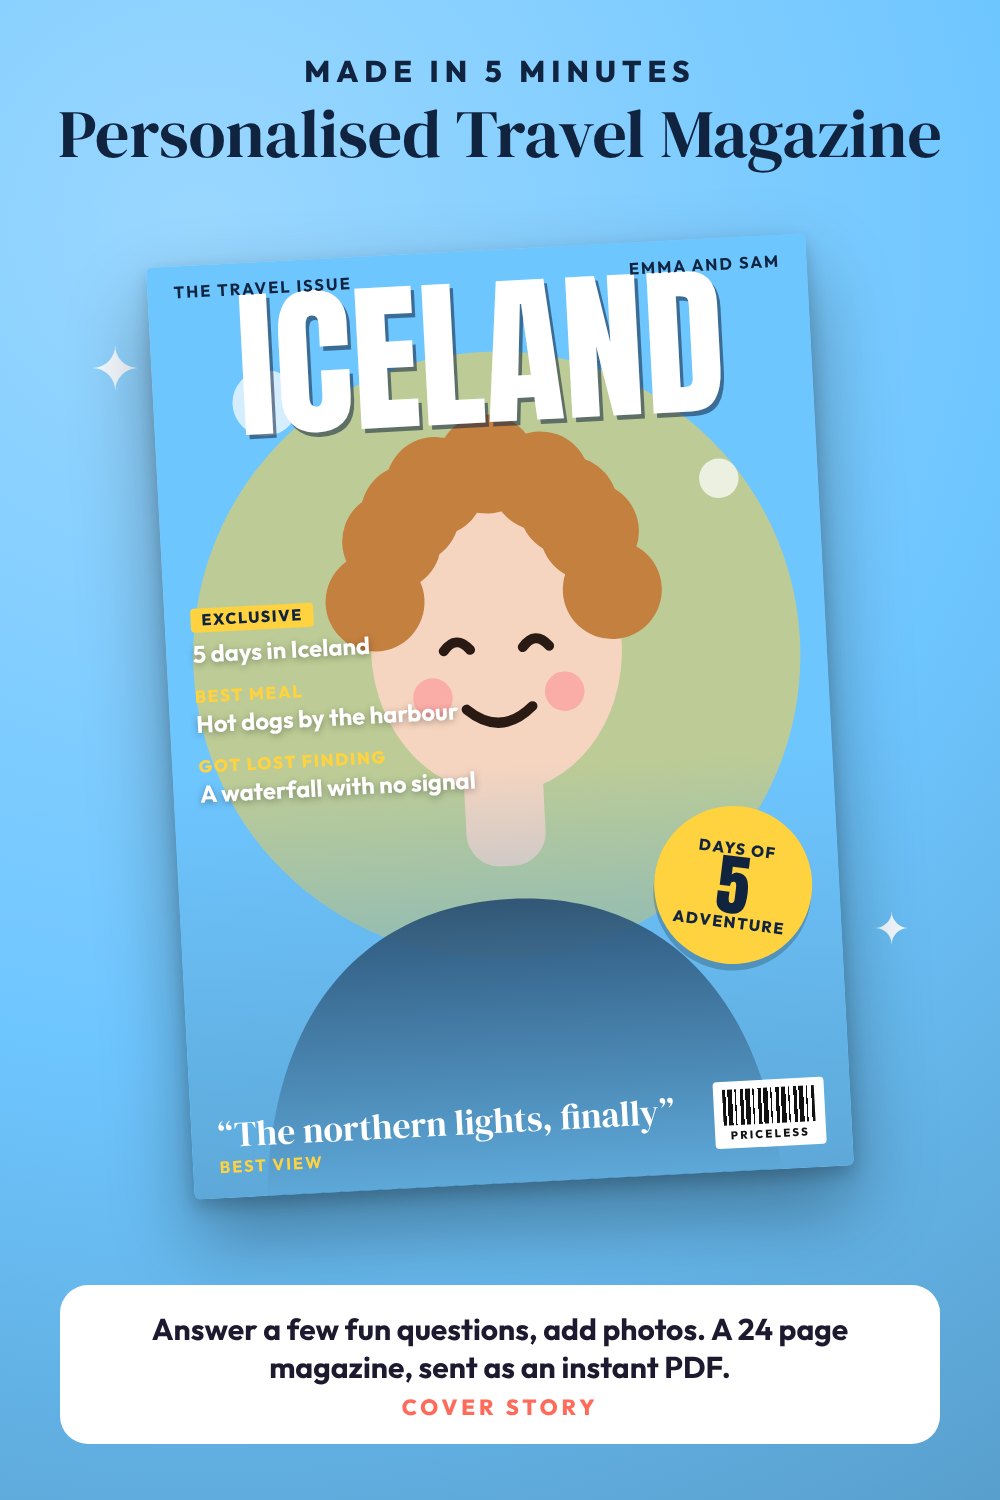 MADE IN 5 MINUTES
Personalised Travel Magazine
THE TRAVEL ISSUE
EMMA AND SAM
ICELAND
EXCLUSIVE
5 days in Iceland
BEST MEAL
Hot dogs by the harbour
GOT LOST FINDING
A waterfall with no signal
DAYS OF
5
ADVENTURE
“The northern lights, finally”
BEST VIEW
PRICELESS
Answer a few fun questions, add photos. A 24 page
magazine, sent as an instant PDF.
COVER STORY